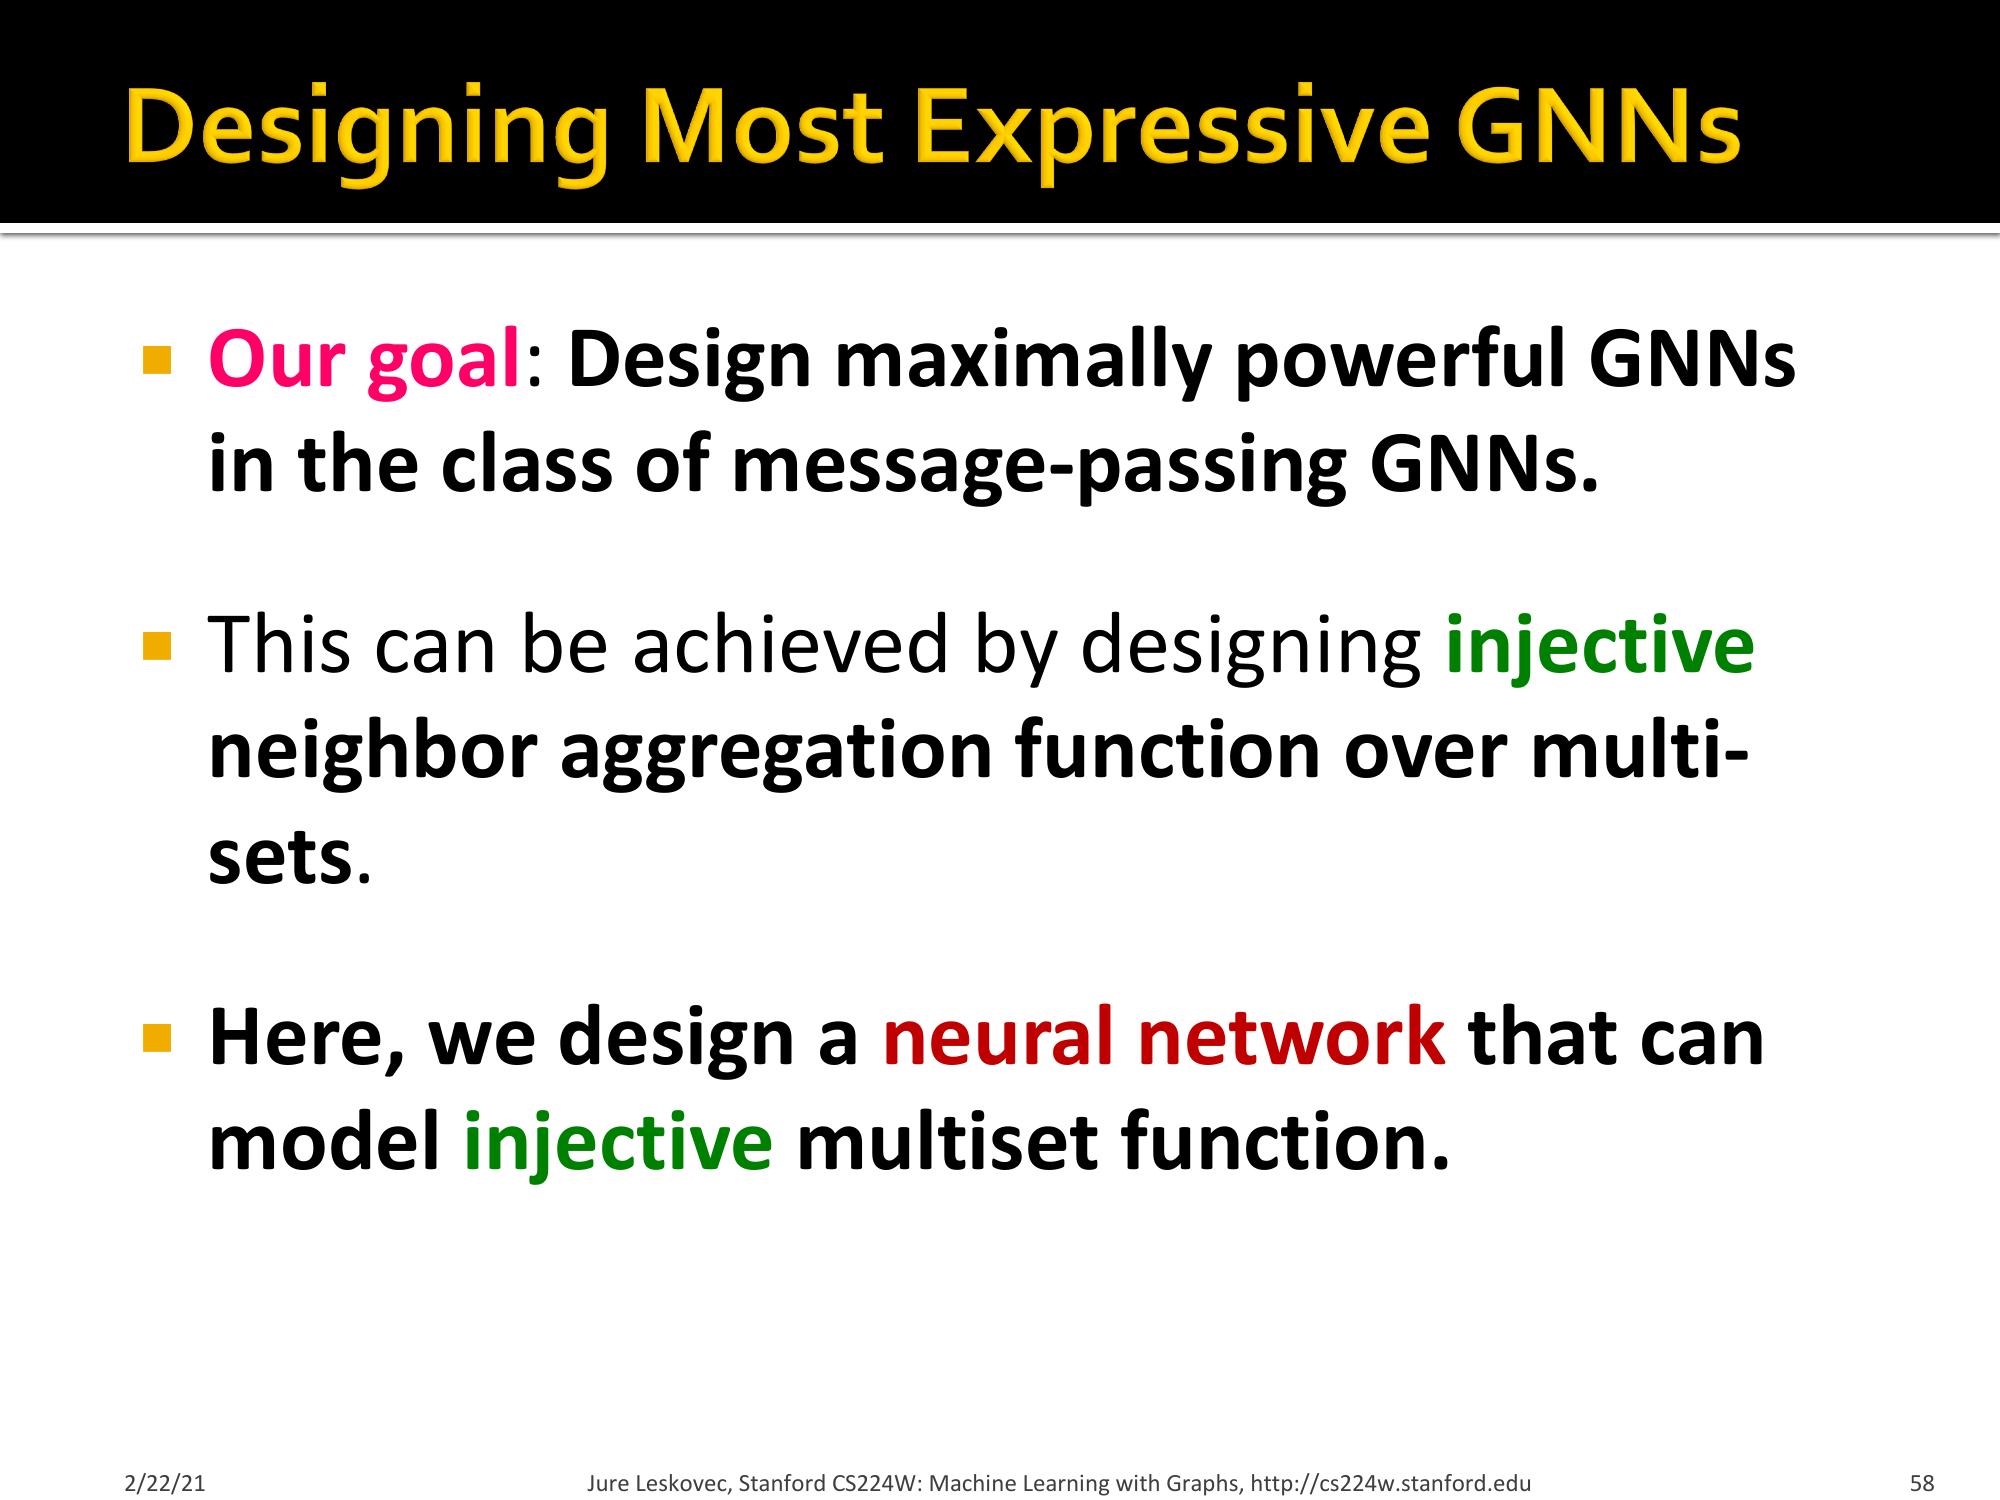 Designing Most Expressive GNNs
Our goal: Design maximally powerful GNNs
in the class of message-passing GNNs.
This can be achieved by designing injective
neighbor aggregation function over multi-
sets.
Here, we design a neural network that can
model injective multiset function.
2/22/21
Jure Leskovec, Stanford CS224W: Machine Learning with Graphs, http://cs224w.stanford.edu
58